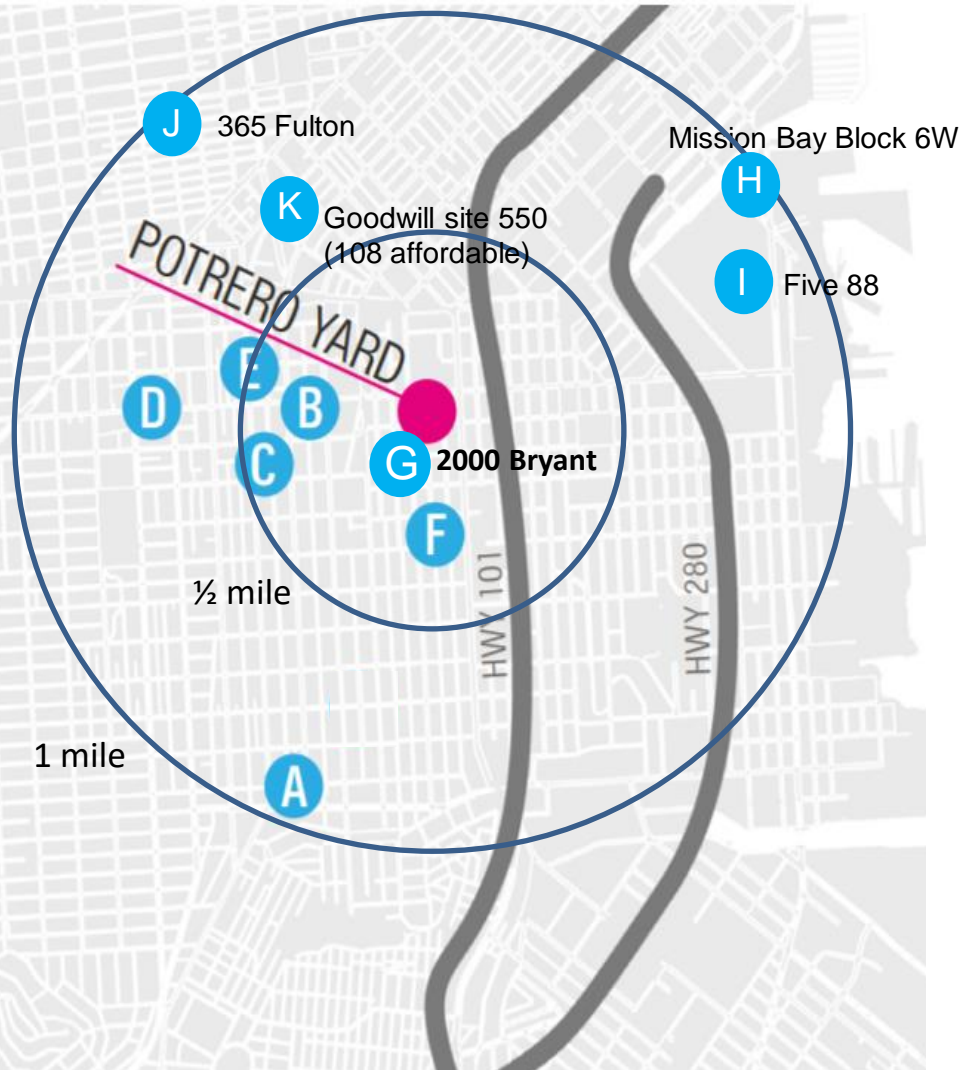 J
365 Fulton
Mission Bay Block 6W
H
K
Goodwill site 550
(108 affordable)
POTRERO YARD
I
Five 88
E
D
B
C
G
2000 Bryant
F
½ mile
HWY 101
HWY 280
1 mile
A